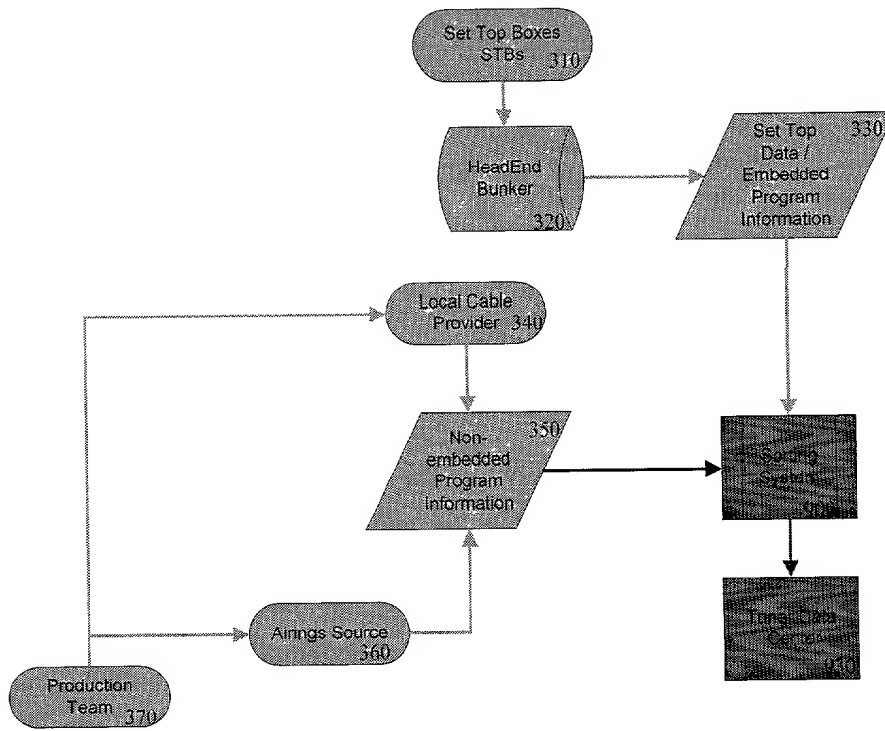 Set Top Boxes
STBs
310
HeadEnd
Bunker
320
Set Top
Data /
Embedded
Program
Information
330
Local Cable
Provider
340
Non-
embedded
Program
Information
350
System
Data
Airings Source
360
Production
Team
370